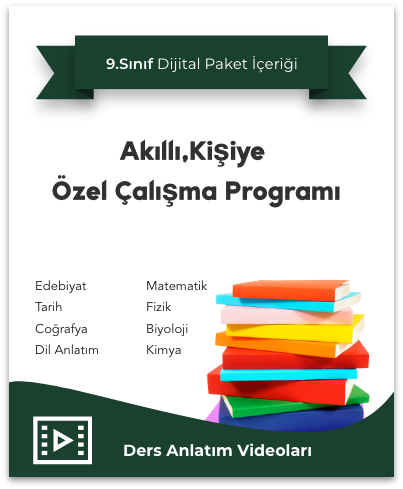 9.Sınıf Dijital Paket İçeriği
Akıllı,Kişiye
Özel Çalışma Programı
Edebiyat
Tarih
Coğrafya
Dil Anlatım
Matematik
Fizik
Biyoloji
Kimya
Ders Anlatım Videoları